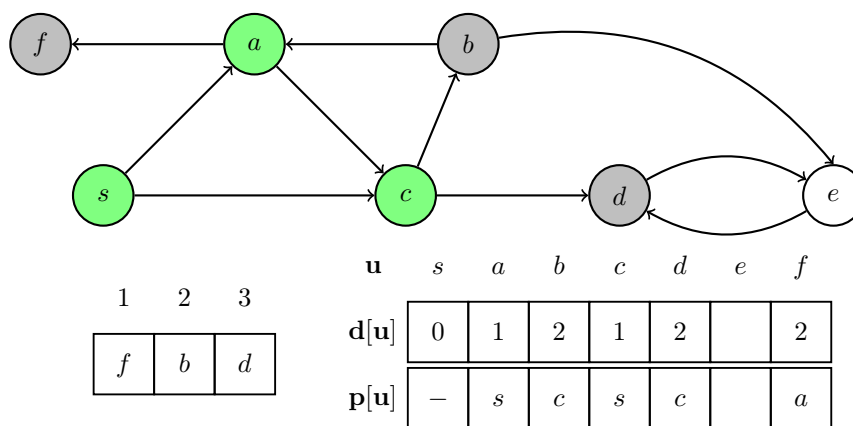 f a b
s c d e
u s a b c d e f
1 2 3
d[u] 0 1 2 1 2 2
f b d
p[u] − s c s c a